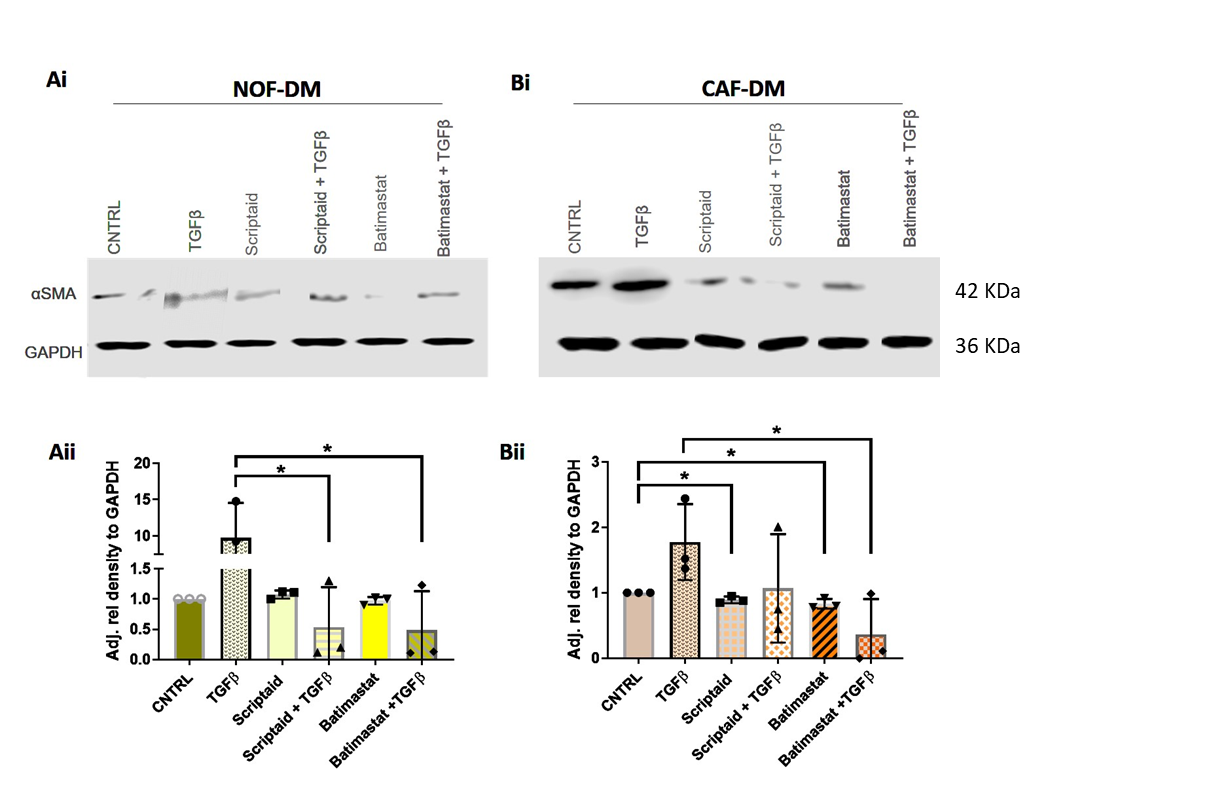 Ai
NOF-DM
CNTRL
TGFβ
Scriptaid
Scriptaid + TGFβ
Batimastat
Batimastat + TGFβ
αSMA
GAPDH
Bi
CAF-DM
CNTRL
TGFβ
Scriptaid
Scriptaid + TGFβ
Batimastat
Batimastat + TGFβ
42 KDa
36 KDa
Aii
Adj. rel density to GAPDH
20
15
10
1.5
1.0
0.5
0.0
*
*
CNTRL
TGFβ
Scriptaid
Scriptaid + TGFβ
Batimastat
Batimastat +TGFβ
Bii
Adj. rel density to GAPDH
3
2
1
0
*
*
*
CNTRL
TGFβ
Scriptaid
Scriptaid + TGFβ
Batimastat
Batimastat +TGFβ